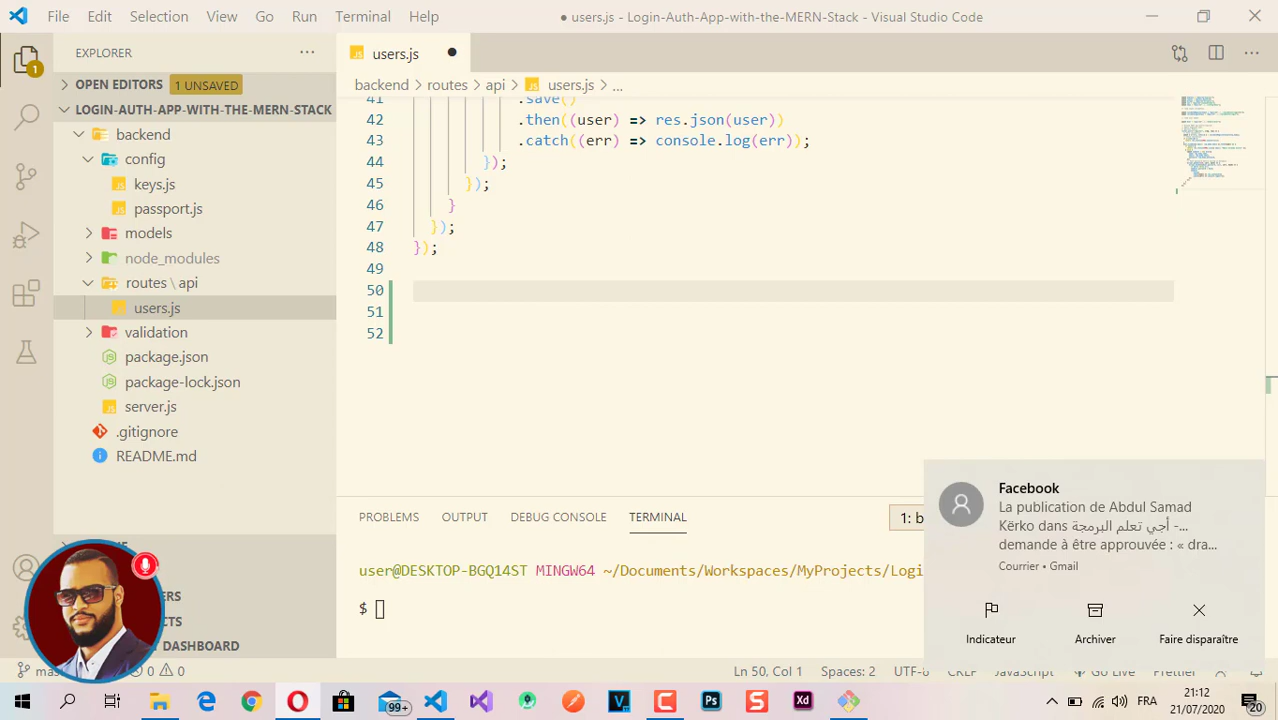 File Edit Selection View Go Run Terminal Help
● users.js - Login-Auth-App-with-the-MERN-Stack - Visual Studio Code
EXPLORER
users.js
OPEN EDITORS 1 UNSAVED
backend > routes > api > users.js > ...
LOGIN-AUTH-APP-WITH-THE-MERN-STACK
backend
config
keys.js
passport.js
models
node_modules
routes \ api
users.js
validation
package.json
package-lock.json
server.js
.gitignore
README.md
41 .save()
42 .then((user) => res.json(user))
43 .catch((err) => console.log(err));
44 });
45 });
46 }
47 });
48 });
49
50
51
52
PROBLEMS OUTPUT DEBUG CONSOLE TERMINAL
1: b
user@DESKTOP-BGQ14ST MINGW64 ~/Documents/Workspaces/MyProjects/Logi
$
DASHBOARD
Facebook
La publication de Abdul Samad
Kërko dans أجي تعلم البرمجة -...
demande à être approuvée : « dra...
Courrier • Gmail
Indicateur Archiver Faire disparaître
0 0
Ln 50, Col 1 Spaces: 2 UTF-8 CRLF JavaScript Go Live Prettier
99+
FRA
21:12
21/07/2020
20